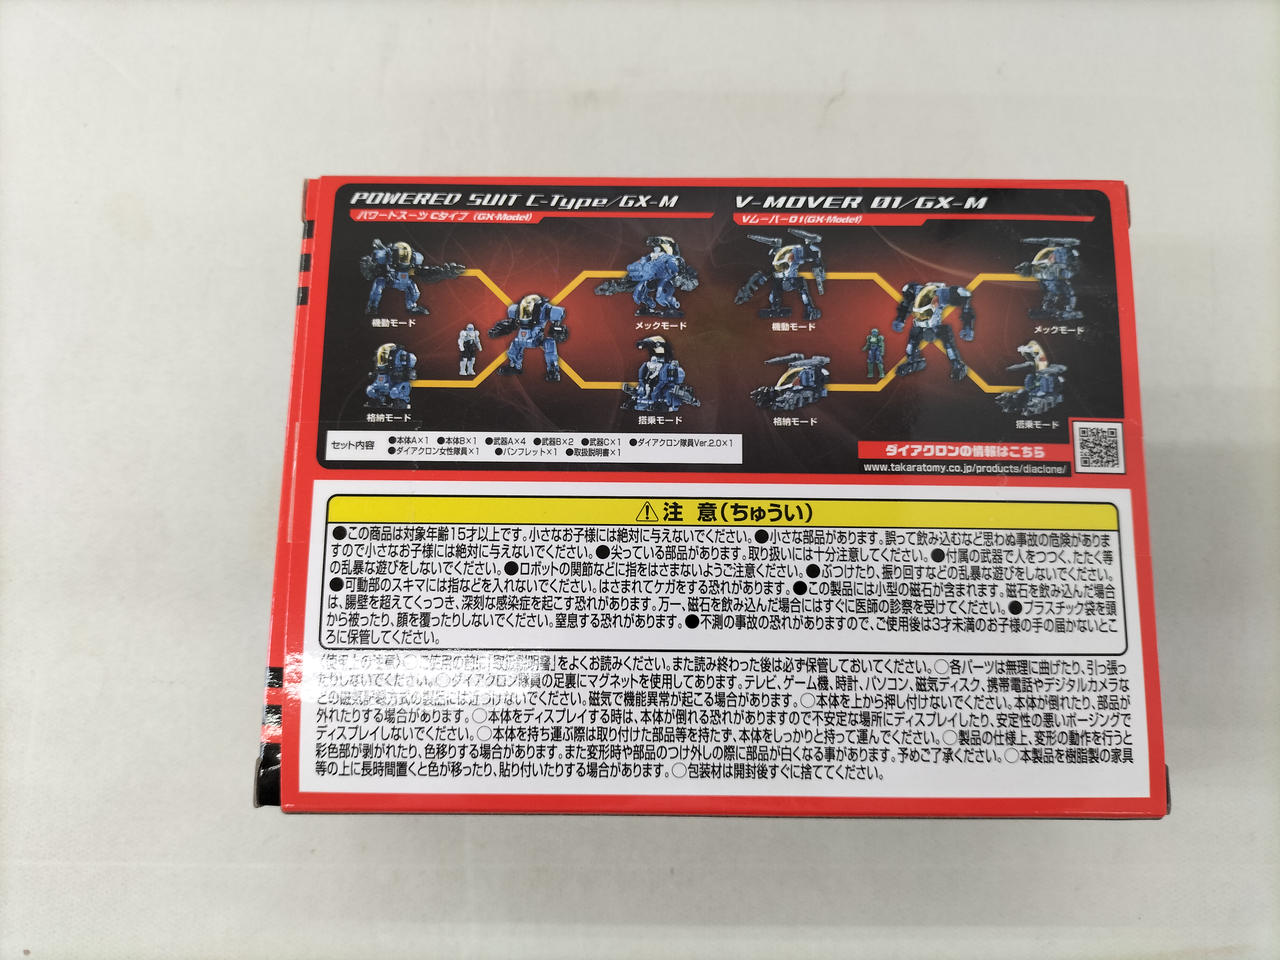 POWERED SUIT C-Type/GX-M
パワードスーツ Cタイプ (GX-Model)
機動モード
メックモード
格納モード
搭乗モード
V-MOVER 01/GX-M
Vムーバー01(GX-Model)
機動モード
メックモード
格納モード
搭乗モード
セット内容
●本体A×1 ●本体B×1 ●武器A×4 ●武器B×2 ●武器C×1 ●ダイアクロン隊員Ver.2.0×1
●ダイアクロン女性隊員×1 ●パンフレット×1 ●取扱説明書×1
ダイアクロンの情報はこちら
www.takaratomy.co.jp/products/diaclone/
⚠注 意(ちゅうい)
●この商品は対象年齢15才以上です。小さなお子様には絶対に与えないでください。●小さな部品があります。誤って飲み込むなど思わぬ事故の危険がありま
すので小さなお子様には絶対に与えないでください。●尖っている部品があります。取り扱いには十分注意してください。●付属の武器で人をつつく、たたく等
の乱暴な遊びをしないでください。●ロボットの関節などに指をはさまないようご注意ください。●ぶつけたり、振り回すなどの乱暴な遊びをしないでください。
●可動部のスキマには指などを入れないでください。はさまれてケガをする恐れがあります。●この製品には小型の磁石が含まれます。磁石を飲み込んだ場合
は、腸壁を超えてくっつき、深刻な感染症を起こす恐れがあります。万一、磁石を飲み込んだ場合にはすぐに医師の診察を受けてください。●プラスチック袋を頭
から被ったり、顔を覆ったりしないでください。窒息する恐れがあります。●不測の事故の恐れがありますので、ご使用後は3才未満のお子様の手の届かないとこ
ろに保管してください。
〈使用上の注意〉○ご使用の前に「取扱説明書」をよくお読みください。また読み終わった後は必ず保管しておいてください。○各パーツは無理に曲げたり、引っ張っ
たりしないでください。○ダイアクロン隊員の足裏にマグネットを使用してあります。テレビ、ゲーム機、時計、パソコン、磁気ディスク、携帯電話やデジタルカメラな
どの磁気記録方式の製品には近づけないでください。磁気で機能異常が起こる場合があります。○本体を上から押し付けないでください。本体が倒れたり、部品が
外れたりする場合があります。○本体をディスプレイする時は、本体が倒れる恐れがありますので不安定な場所にディスプレイしたり、安定性の悪いポージングで
ディスプレイしないでください。○本体を持ち運ぶ際は取り付けた部品等を持たず、本体をしっかりと持って運んでください。○製品の仕様上、変形の動作を行うと
彩色部が剥がれたり、色移りする場合があります。また変形時や部品のつけ外しの際に部品が白くなる事があります。予めご了承ください。○本製品を樹脂製の家具
等の上に長時間置くと色が移ったり、貼り付いたりする場合があります。○包装材は開封後すぐに捨ててください。